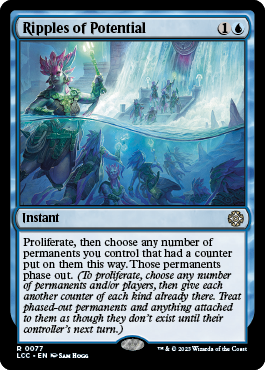 Ripples of Potential 1
Instant
Proliferate, then choose any number of
permanents you control that had a counter
put on them this way. Those permanents
phase out. (To proliferate, choose any number
of permanents and/or players, then give each
another counter of each kind already there. Treat
phased-out permanents and anything attached
to them as though they don't exist until their
controller's next turn.)
R 0077
LCC • EN Sam Hogg
™ & © 2023 Wizards of the Coast